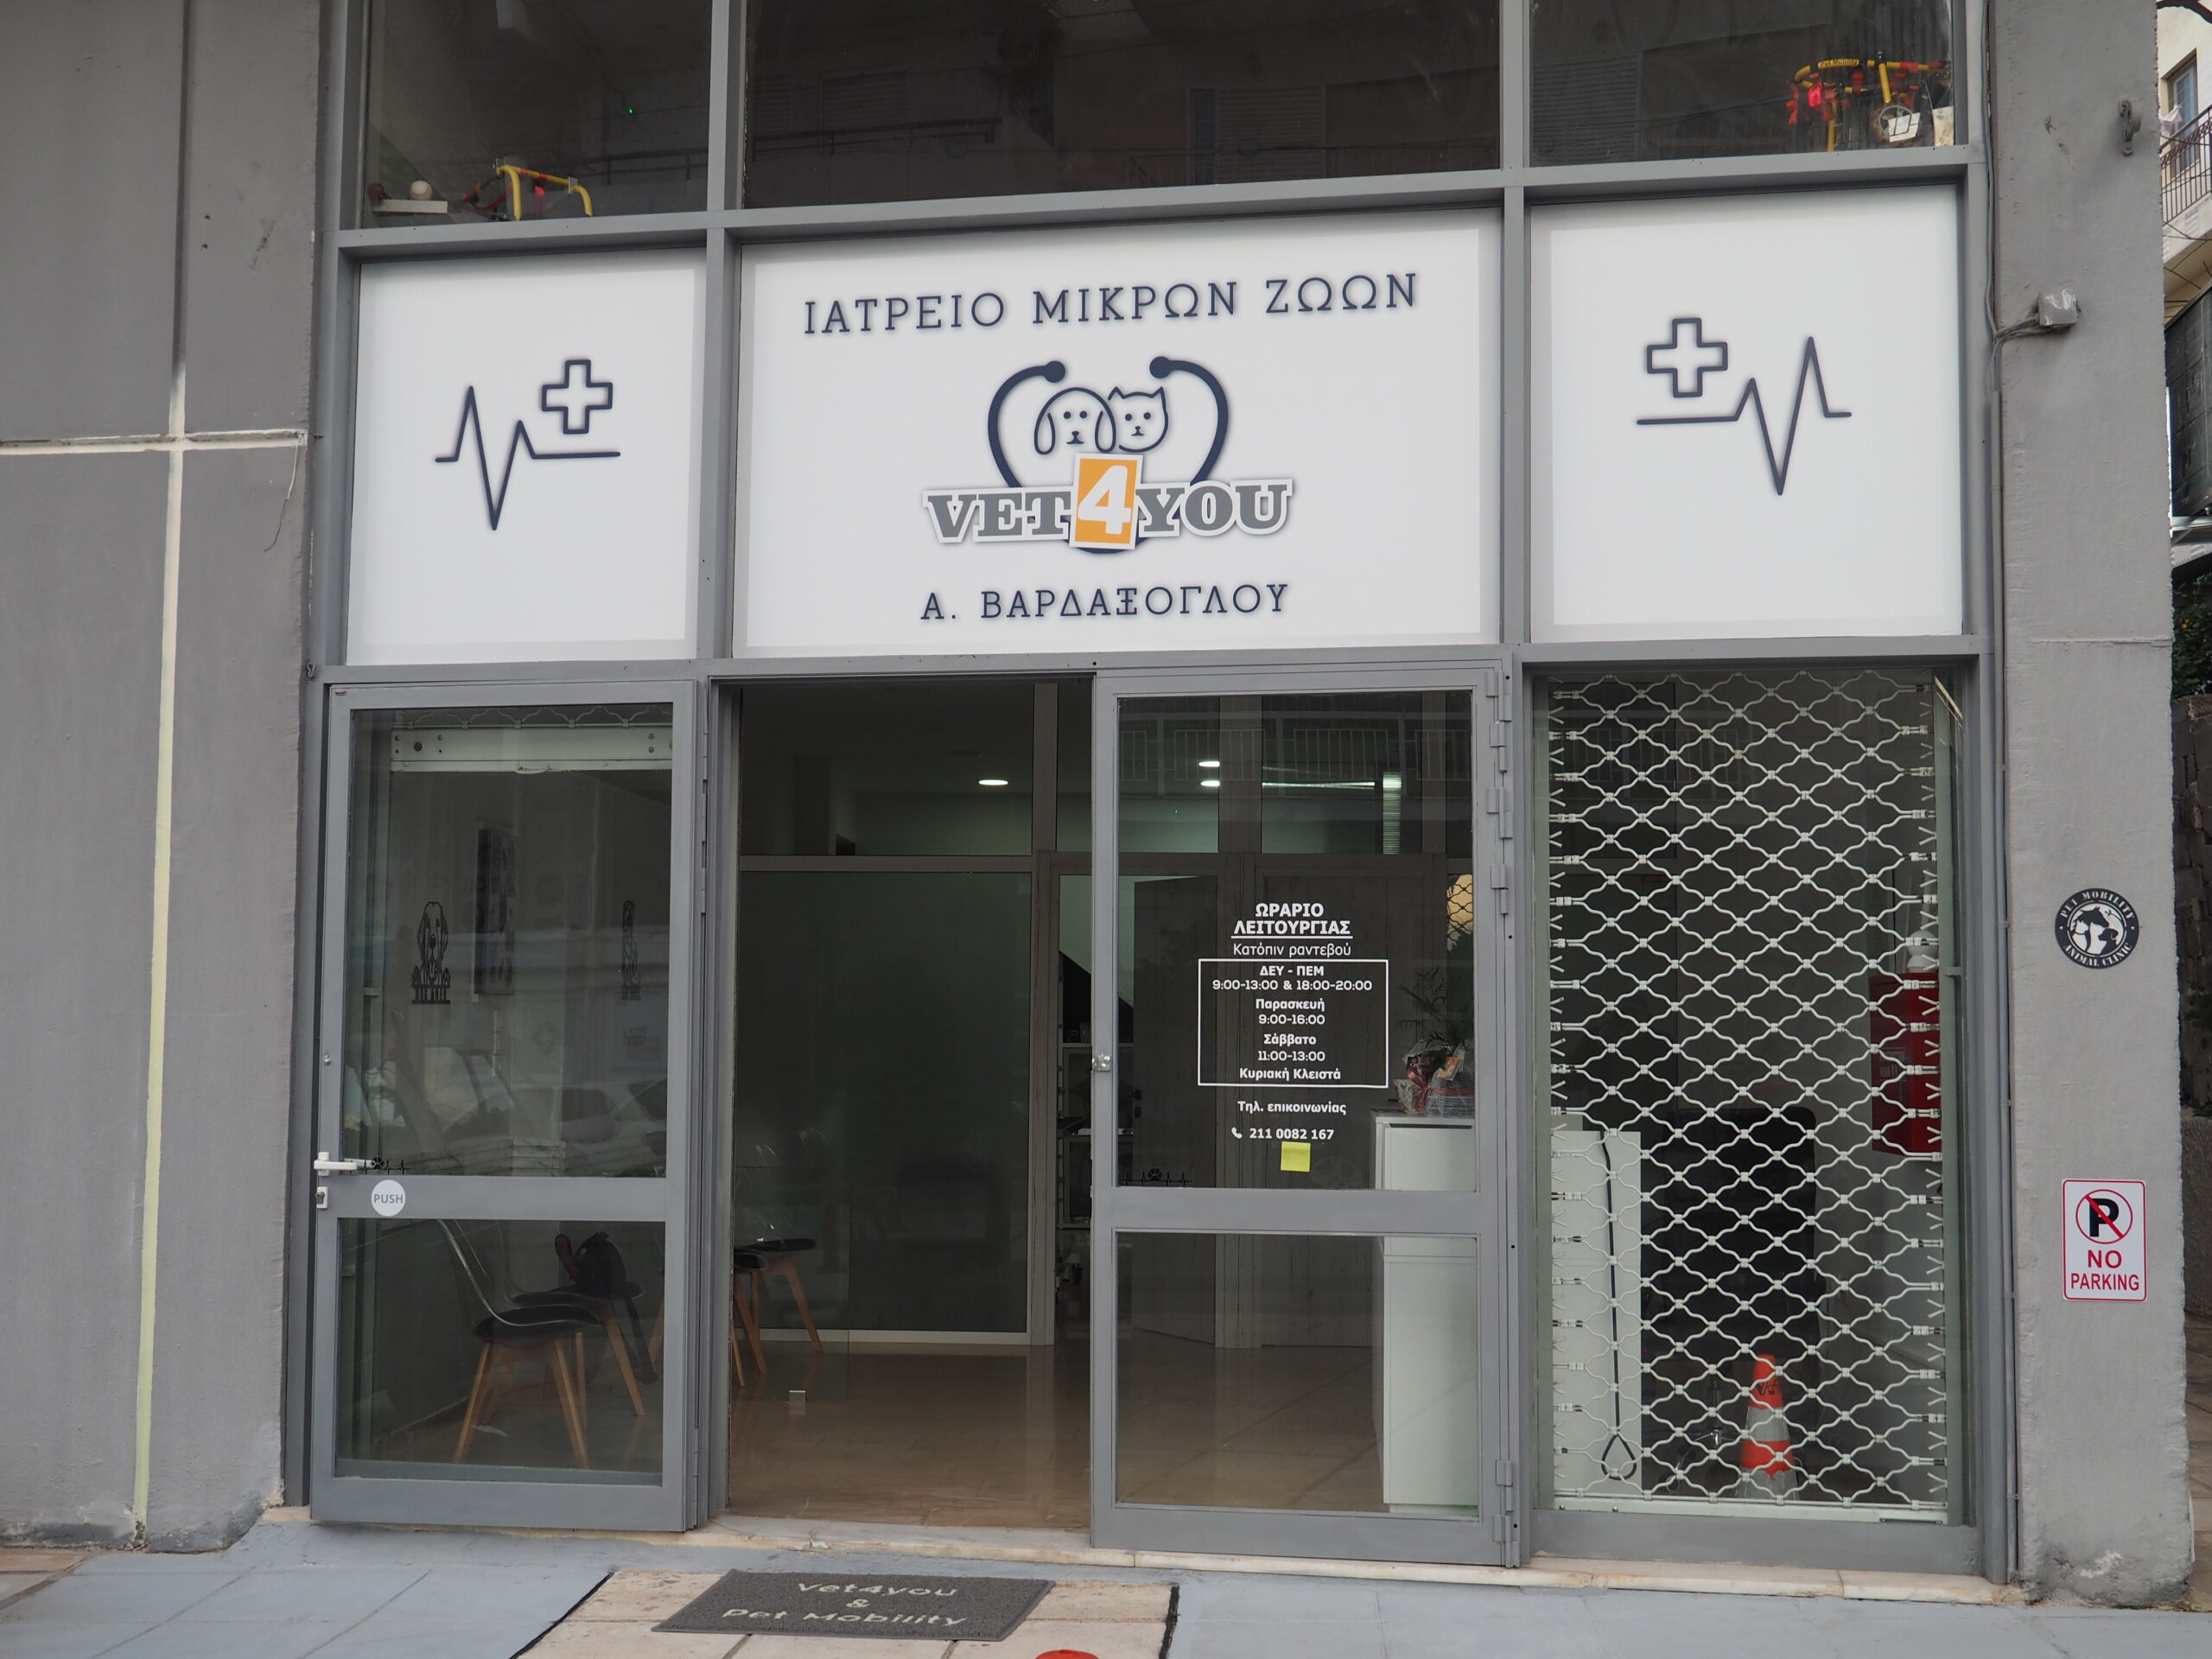 ΙΑΤΡΕΙΟ ΜΙΚΡΩΝ ΖΩΩΝ
VET4YOU
Α. ΒΑΡΔΑΞΟΓΛΟΥ
ΩΡΑΡΙΟ
ΛΕΙΤΟΥΡΓΙΑΣ
Κατόπιν ραντεβού
ΔΕΥ - ΠΕΜ
9:00-13:00 & 18:00-20:00
Παρασκευή
9:00-16:00
Σάββατο
11:00-13:00
Κυριακή Κλειστά
Τηλ. επικοινωνίας
211 0082 167
PUSH
PET MOBILITY
ANIMAL CLINIC
P
NO
PARKING
vet4you
&
Pet Mobility